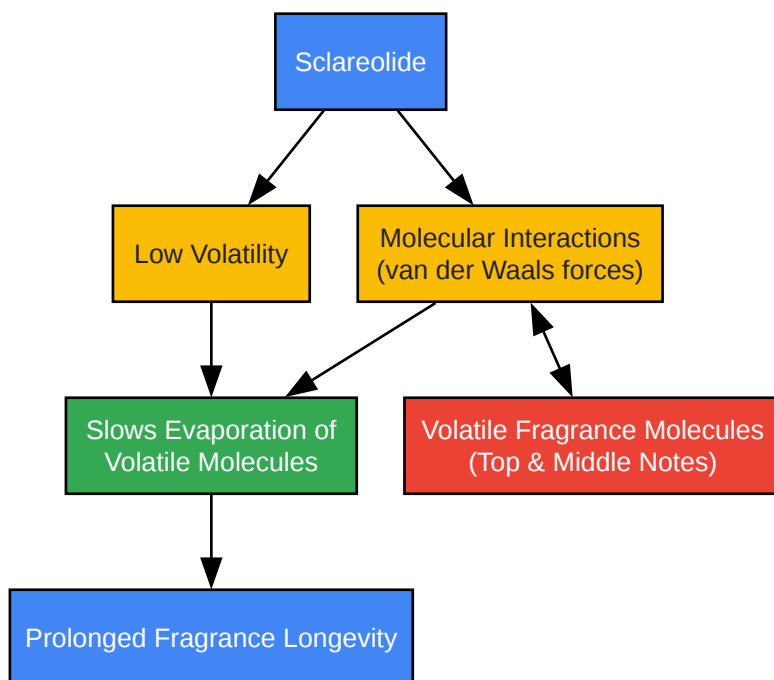 Sclareolide
Low Volatility
Molecular Interactions
(van der Waals forces)
Slows Evaporation of
Volatile Molecules
Volatile Fragrance Molecules
(Top & Middle Notes)
Prolonged Fragrance Longevity